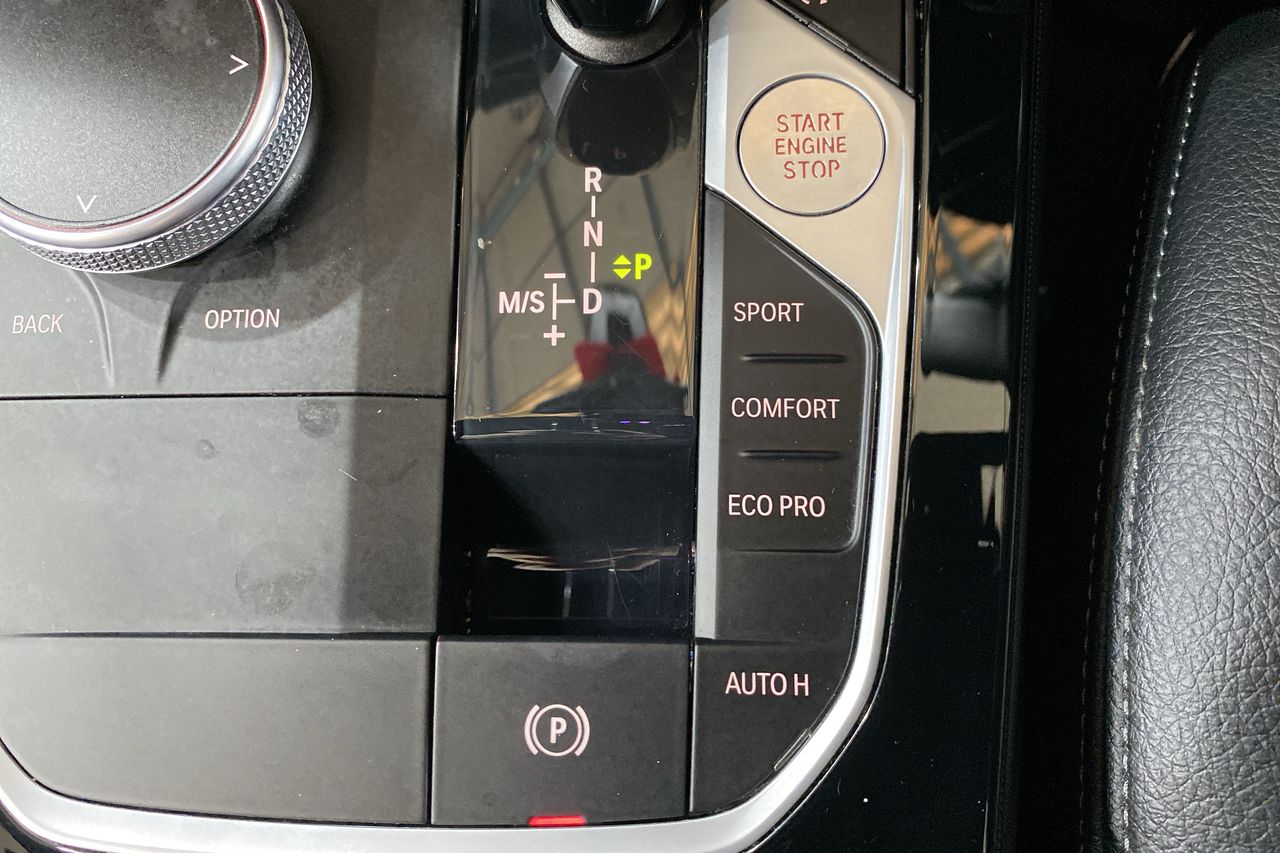 START
ENGINE
STOP
R
N
P
M/S
D
-
+
BACK
OPTION
SPORT
COMFORT
ECO PRO
AUTO H
P